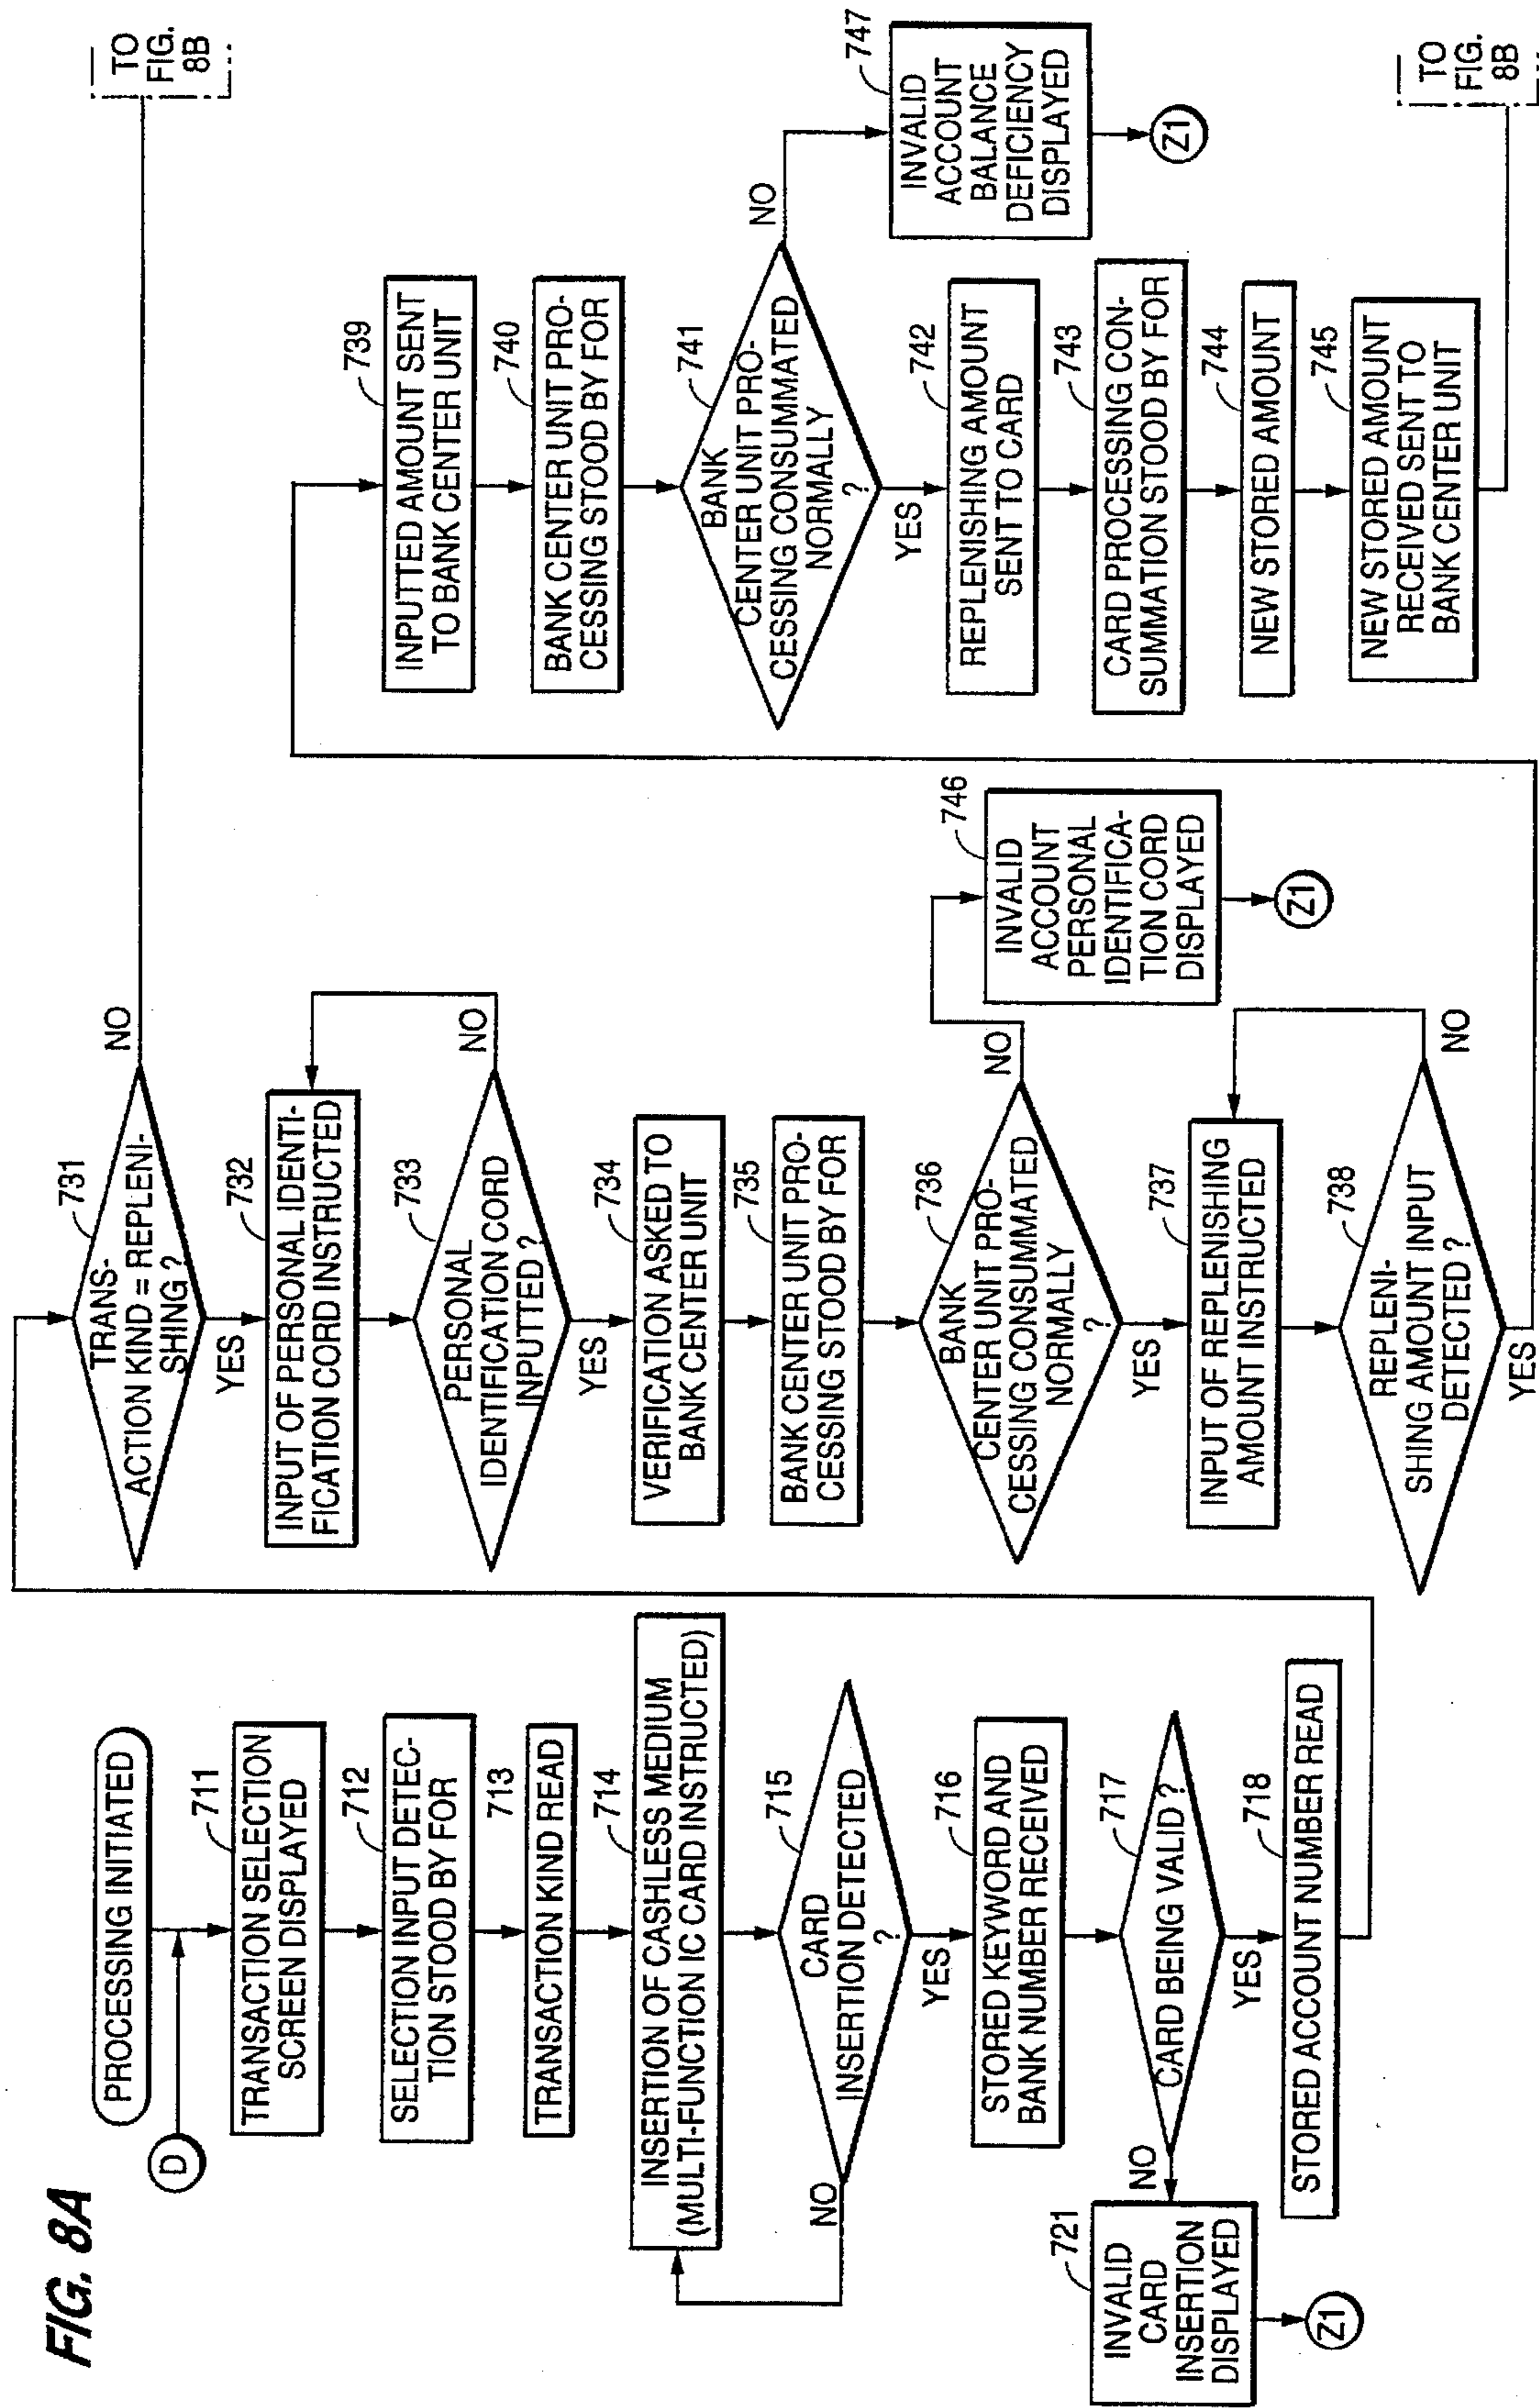 FIG. 8A
PROCESSING INITIATED
D
711
TRANSACTION SELECTION
SCREEN DISPLAYED
712
SELECTION INPUT DETEC-
TION STOOD BY FOR
713
TRANSACTION KIND READ
714
INSERTION OF CASHLESS MEDIUM
(MULTI-FUNCTION IC CARD INSTRUCTED)
715
CARD
INSERTION DETECTED
?
NO
YES
716
STORED KEYWORD AND
BANK NUMBER RECEIVED
717
CARD BEING VALID ?
NO
YES
721
INVALID
CARD
INSERTION
DISPLAYED
Z1
718
STORED ACCOUNT NUMBER READ
731
TRANS-
ACTION KIND = REPLENI-
SHING ?
NO
YES
732
INPUT OF PERSONAL IDENTI-
FICATION CORD INSTRUCTED
733
PERSONAL
IDENTIFICATION CORD
INPUTTED ?
NO
YES
734
VERIFICATION ASKED TO
BANK CENTER UNIT
735
BANK CENTER UNIT PRO-
CESSING STOOD BY FOR
736
BANK
CENTER UNIT PRO-
CESSING CONSUMMATED
NORMALLY
?
NO
YES
746
INVALID
ACCOUNT
PERSONAL
IDENTIFICA-
TION CORD
DISPLAYED
Z1
737
INPUT OF REPLENISHING
AMOUNT INSTRUCTED
738
REPLENI-
SHING AMOUNT INPUT
DETECTED ?
NO
YES
TO
FIG.
8B
739
INPUTTED AMOUNT SENT
TO BANK CENTER UNIT
740
BANK CENTER UNIT PRO-
CESSING STOOD BY FOR
741
BANK
CENTER UNIT PRO-
CESSING CONSUMMATED
NORMALLY
?
NO
YES
747
INVALID
ACCOUNT
BALANCE
DEFICIENCY
DISPLAYED
Z1
742
REPLENISHING AMOUNT
SENT TO CARD
743
CARD PROCESSING CON-
SUMMATION STOOD BY FOR
744
NEW STORED AMOUNT
745
NEW STORED AMOUNT
RECEIVED SENT TO
BANK CENTER UNIT
TO
FIG.
8B